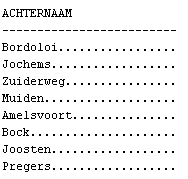 ACHTERNAAM
-------------------------
Bordoloi.................
Jochems..................
Zuiderweg................
Muiden...................
Amelsvoort...............
Bock.....................
Joosten..................
Pregers..................